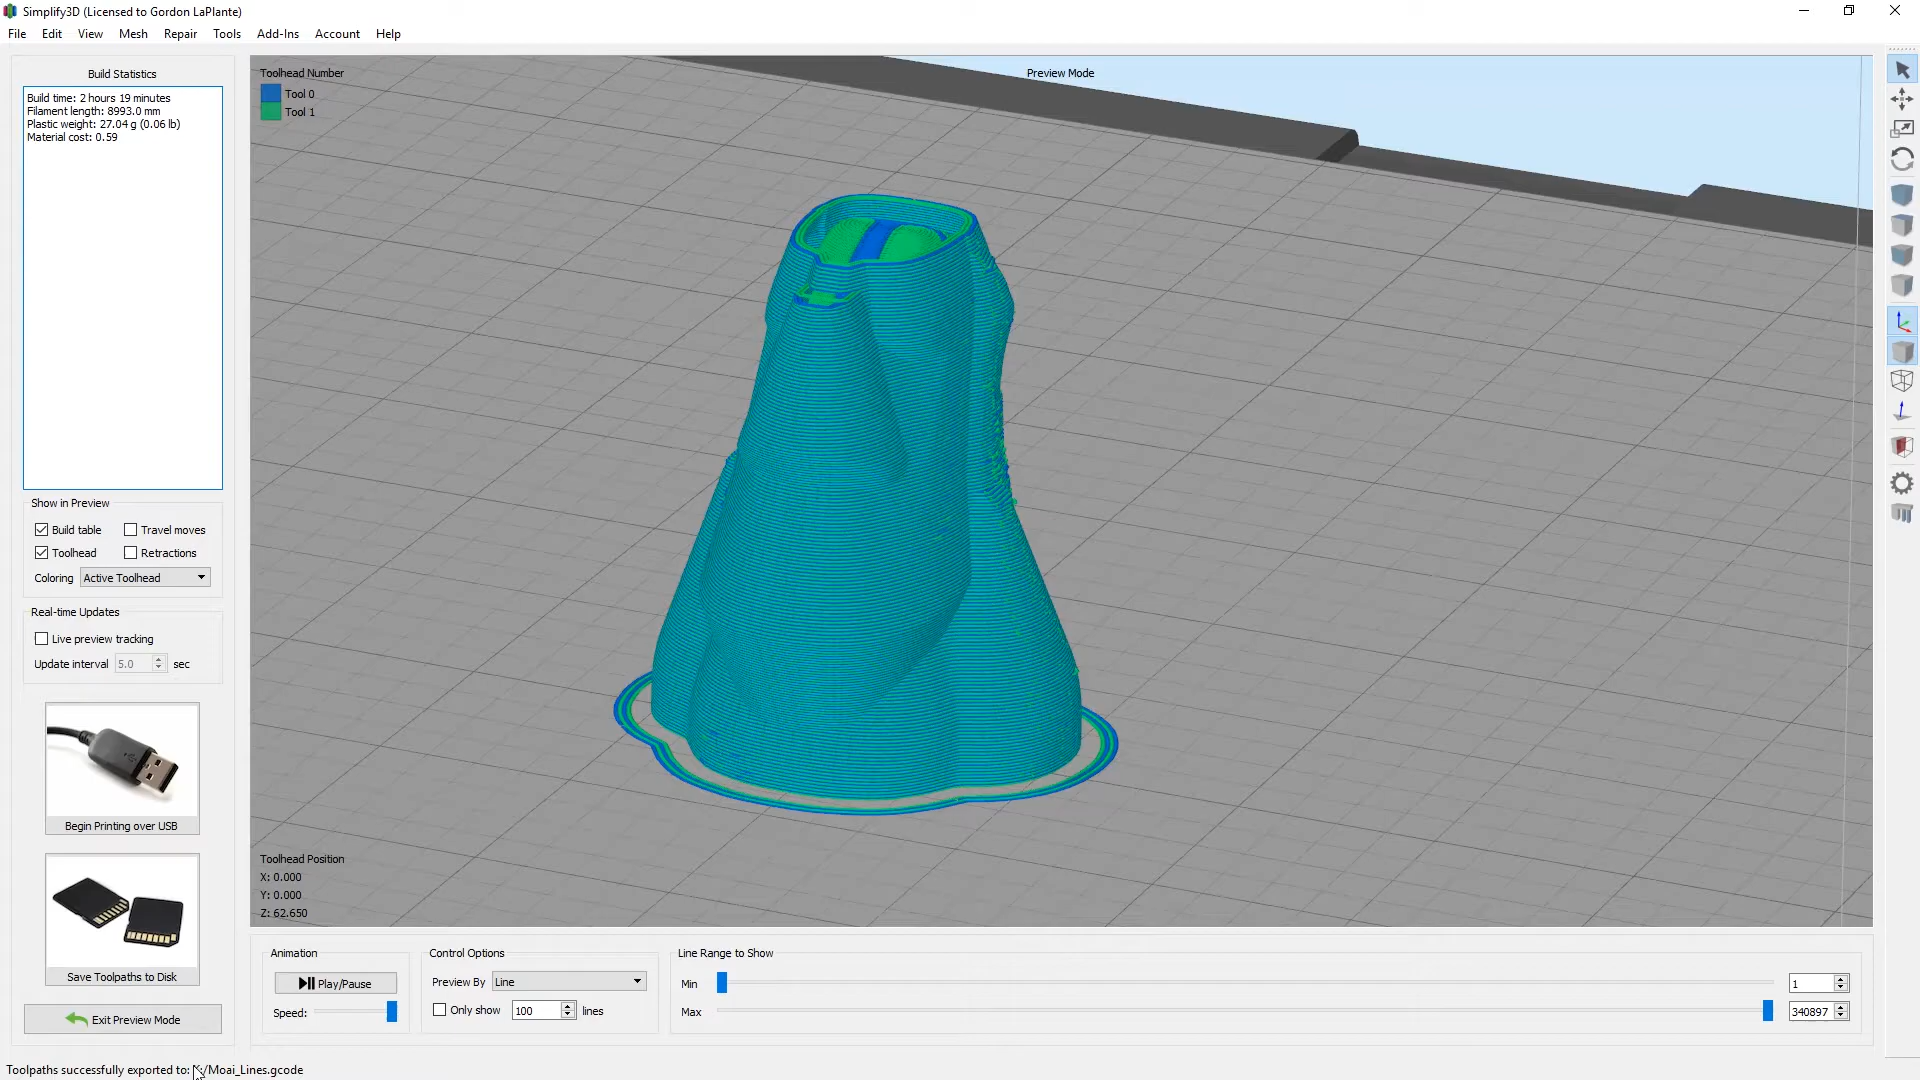 Simplify3D (Licensed to Gordon LaPlante)
File Edit View Mesh Repair Tools Add-Ins Account Help
Build Statistics
Build time: 2 hours 19 minutes
Filament length: 8993.0 mm
Plastic weight: 27.04 g (0.06 lb)
Material cost: 0.59
Show in Preview
Build table Travel moves
Toolhead Retractions
Coloring Active Toolhead
Real-time Updates
Live preview tracking
Update interval 5.0 sec
Begin Printing over USB
Save Toolpaths to Disk
Exit Preview Mode
Toolhead Number
Tool 0
Tool 1
Preview Mode
Toolhead Position
X: 0.000
Y: 0.000
Z: 62.650
Animation
Play/Pause
Speed:
Control Options
Preview By Line
Only show 100 lines
Line Range to Show
Min 1
Max 340897
Toolpaths successfully exported to: /Moai_Lines.gcode